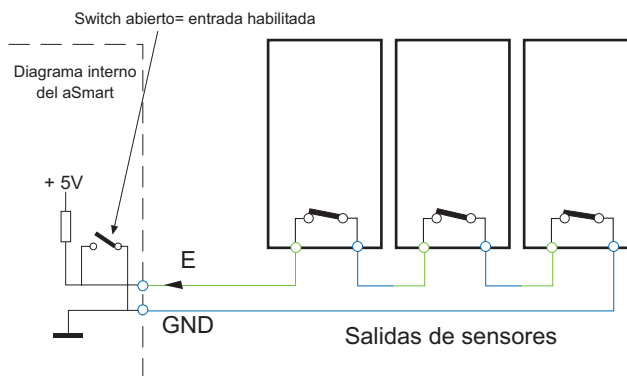 Switch abierto= entrada habilitada
Diagrama interno
del aSmart
+ 5V
E
GND
Salidas de sensores